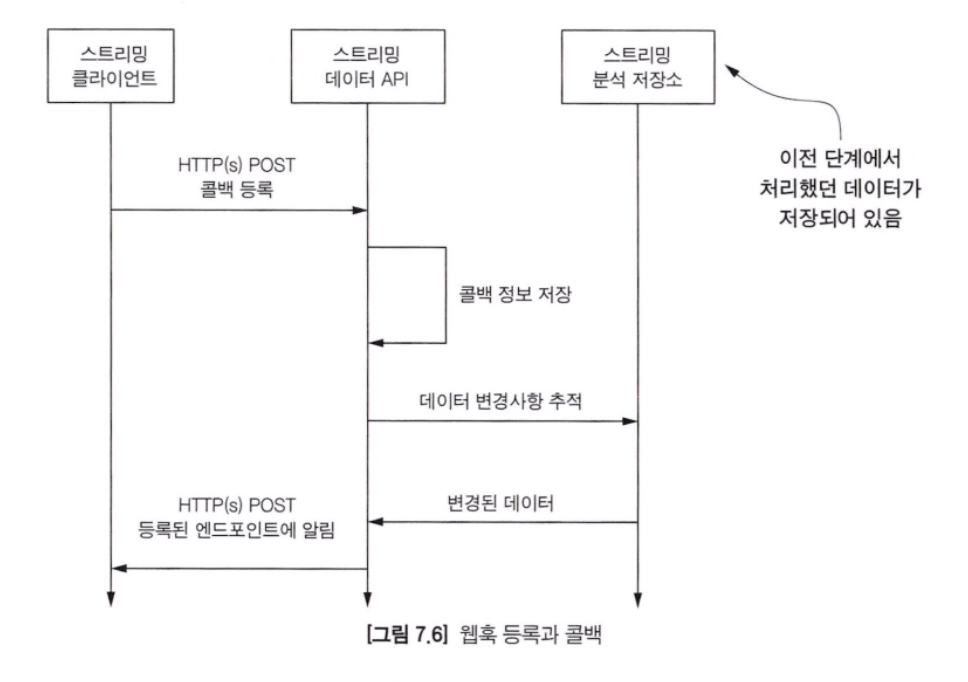 스트리밍
클라이언트
스트리밍
데이터 API
스트리밍
분석 저장소
이전 단계에서
처리했던 데이터가
저장되어 있음
HTTP(s) POST
콜백 등록
콜백 정보 저장
데이터 변경사항 추적
변경된 데이터
HTTP(s) POST
등록된 엔드포인트에 알림
[그림 7.6] 웹훅 등록과 콜백